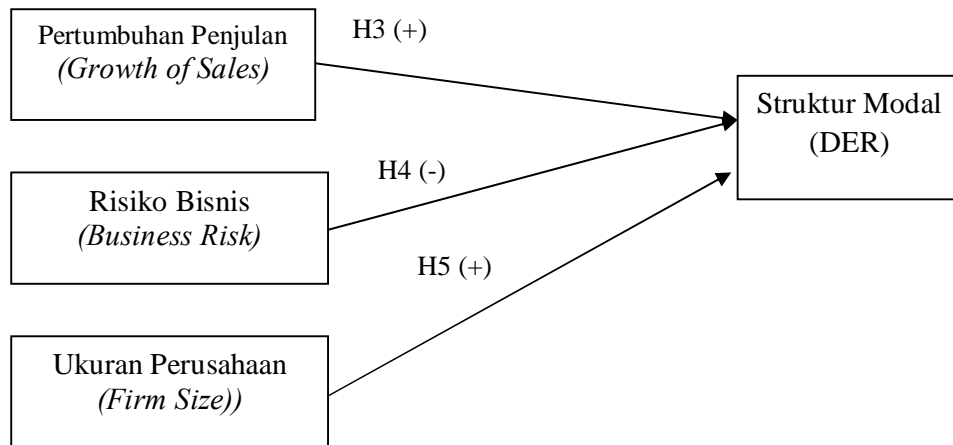 Pertumbuhan Penjulan
(Growth of Sales)
H3 (+)
Struktur Modal
(DER)
Risiko Bisnis
(Business Risk)
H4 (-)
H5 (+)
Ukuran Perusahaan
(Firm Size))